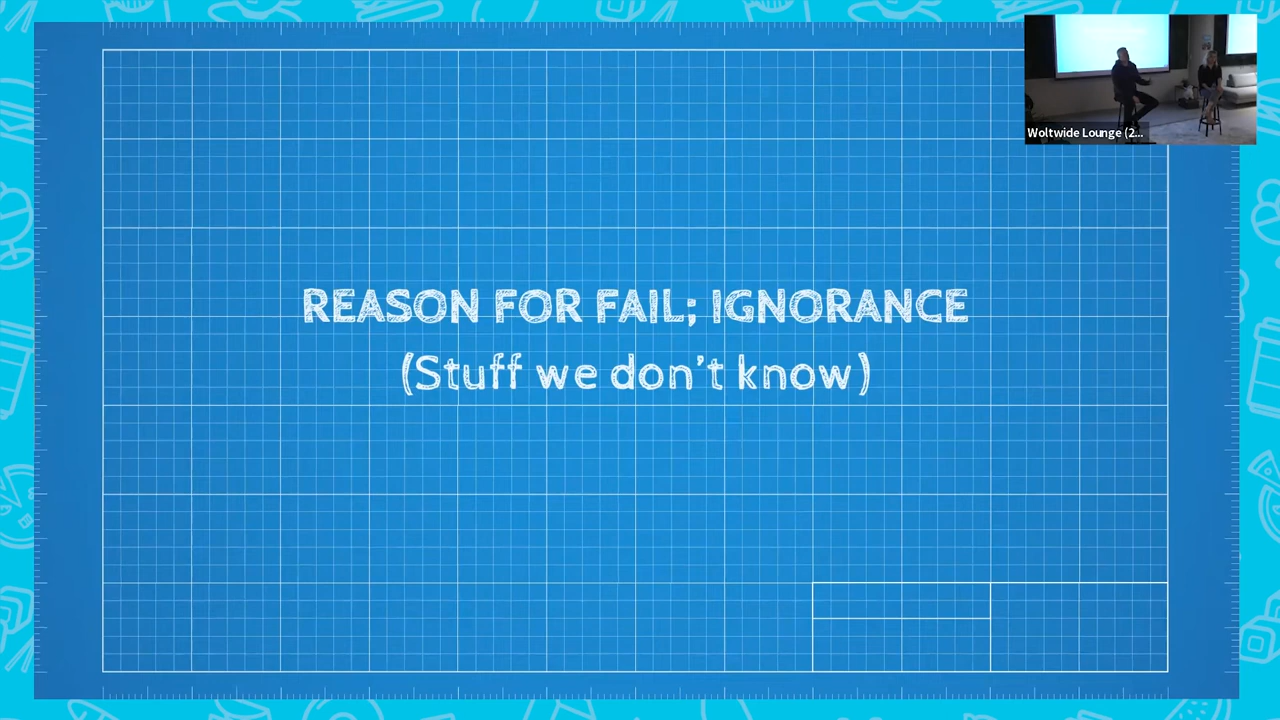 Woltwide Lounge (2...
REASON FOR FAIL; IGNORANCE
(Stuff we don't know)